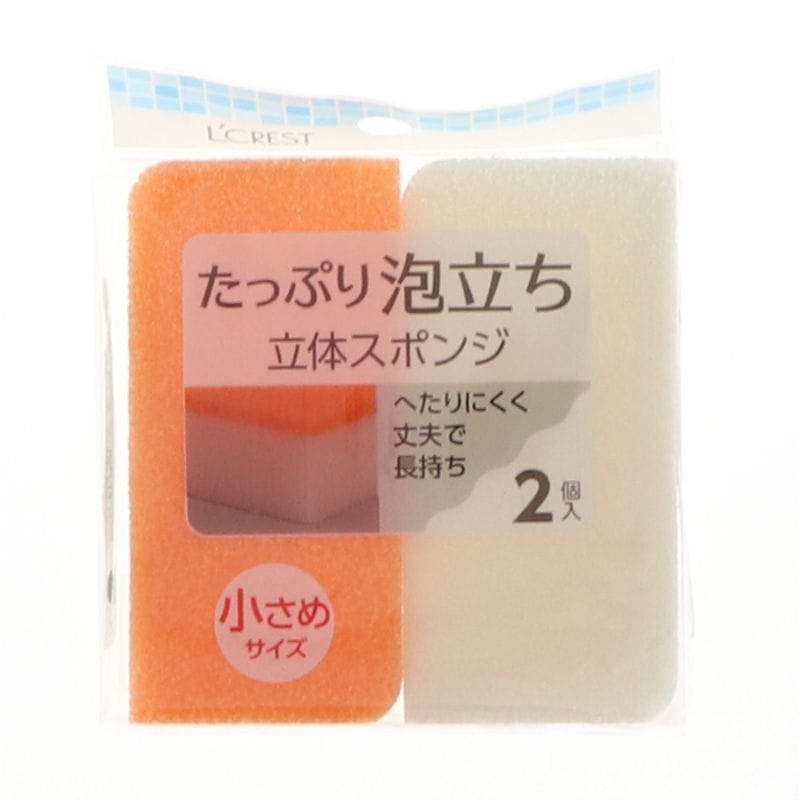 L'CREST
たっぷり泡立ち
立体スポンジ
へたりにくく
丈夫で
長持ち
2個入
小さめ
サイズ